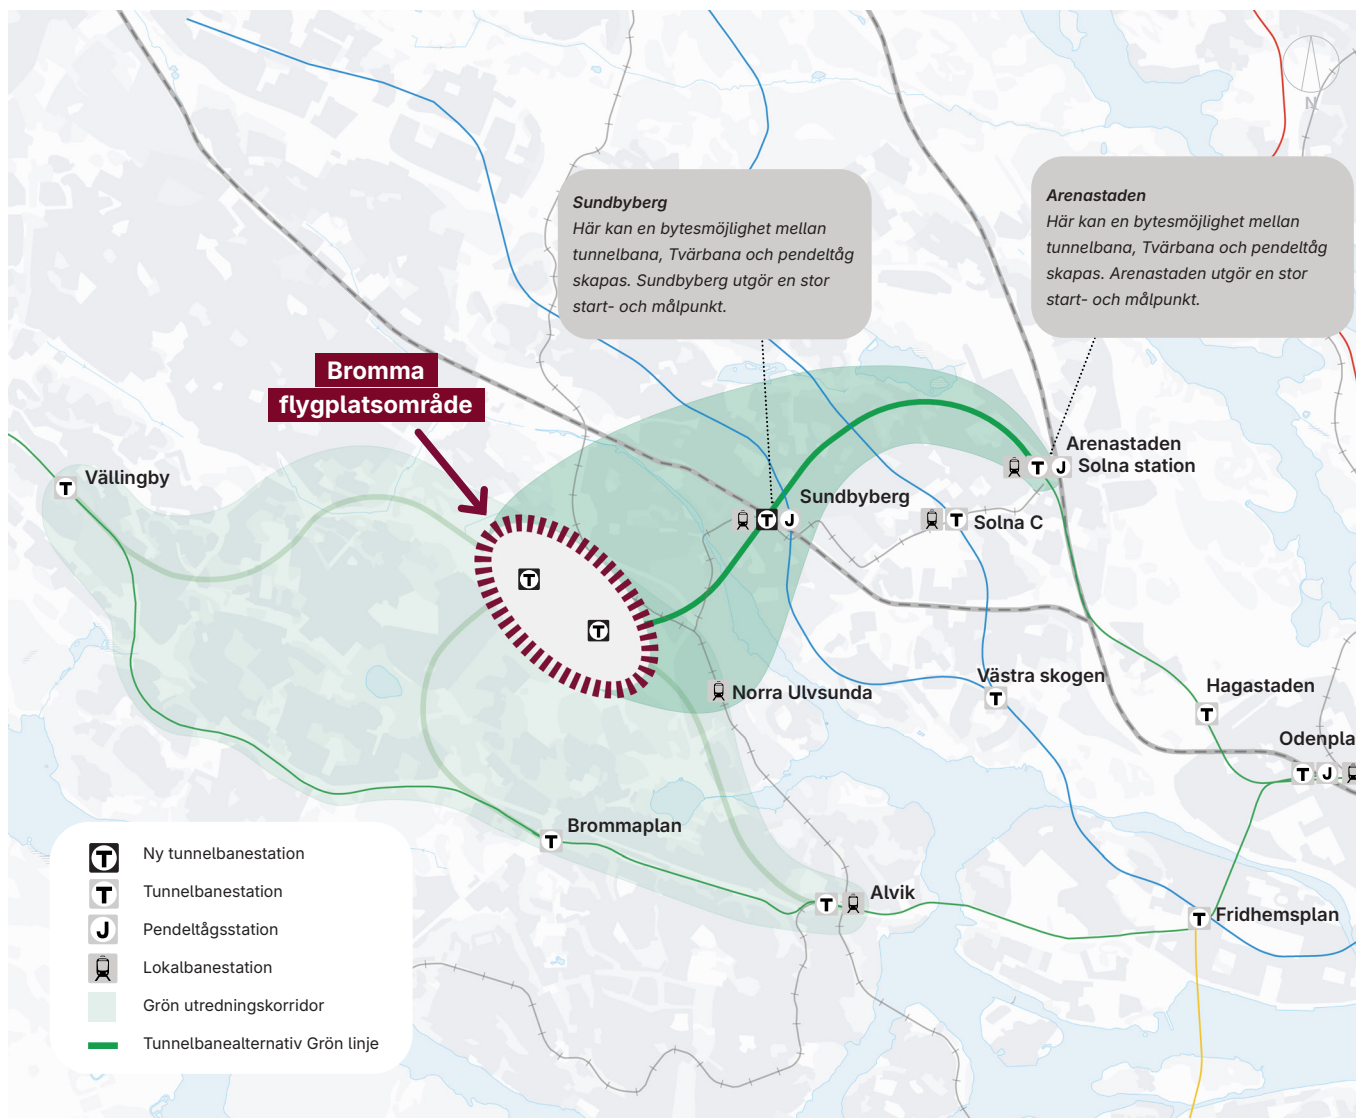 N
Sundbyberg
Här kan en bytesmöjlighet mellan
tunnelbana, Tvärbana och pendeltåg
skapas. Sundbyberg utgör en stor
start- och målpunkt.
Arenastaden
Här kan en bytesmöjlighet mellan
tunnelbana, Tvärbana och pendeltåg
skapas. Arenastaden utgör en stor
start- och målpunkt.
Bromma
flygplatsområde
Vällingby
T
Arenastaden
T J Solna station
Sundbyberg
T J
T Solna C
T
T
Norra Ulvsunda
Västra skogen
T
Hagastaden
T
Odenpla
T J
Brommaplan
T
Alvik
T
Fridhemsplan
T
T Ny tunnelbanestation
T Tunnelbanestation
J Pendeltågsstation
Lokalbanestation
Grön utredningskorridor
Tunnelbanealternativ Grön linje